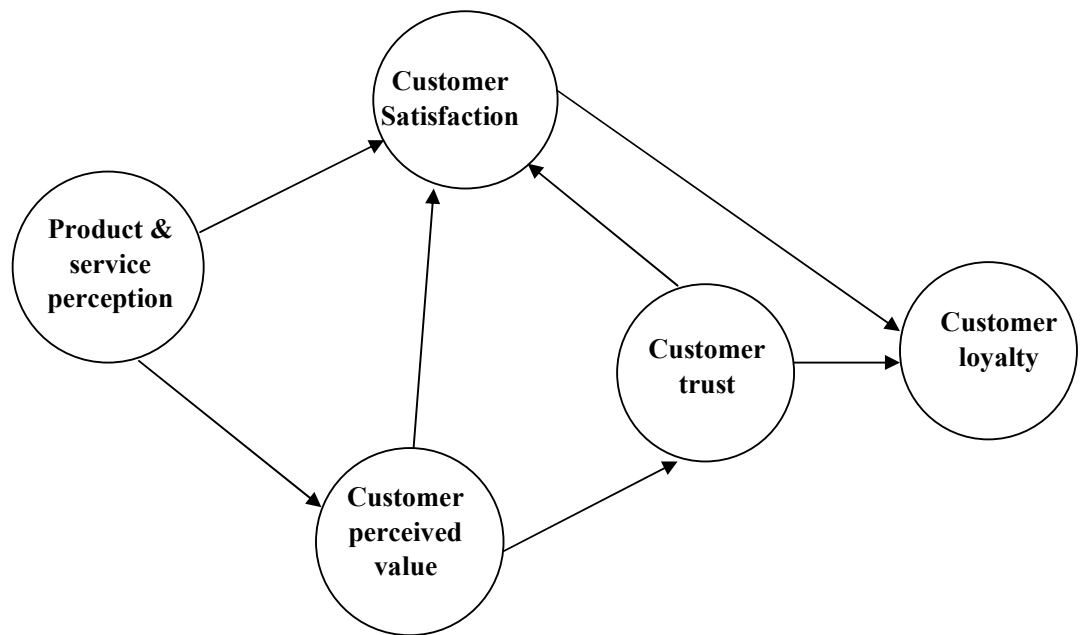 Customer
Satisfaction
Product &
service
perception
Customer
trust
Customer
loyalty
Customer
perceived
value